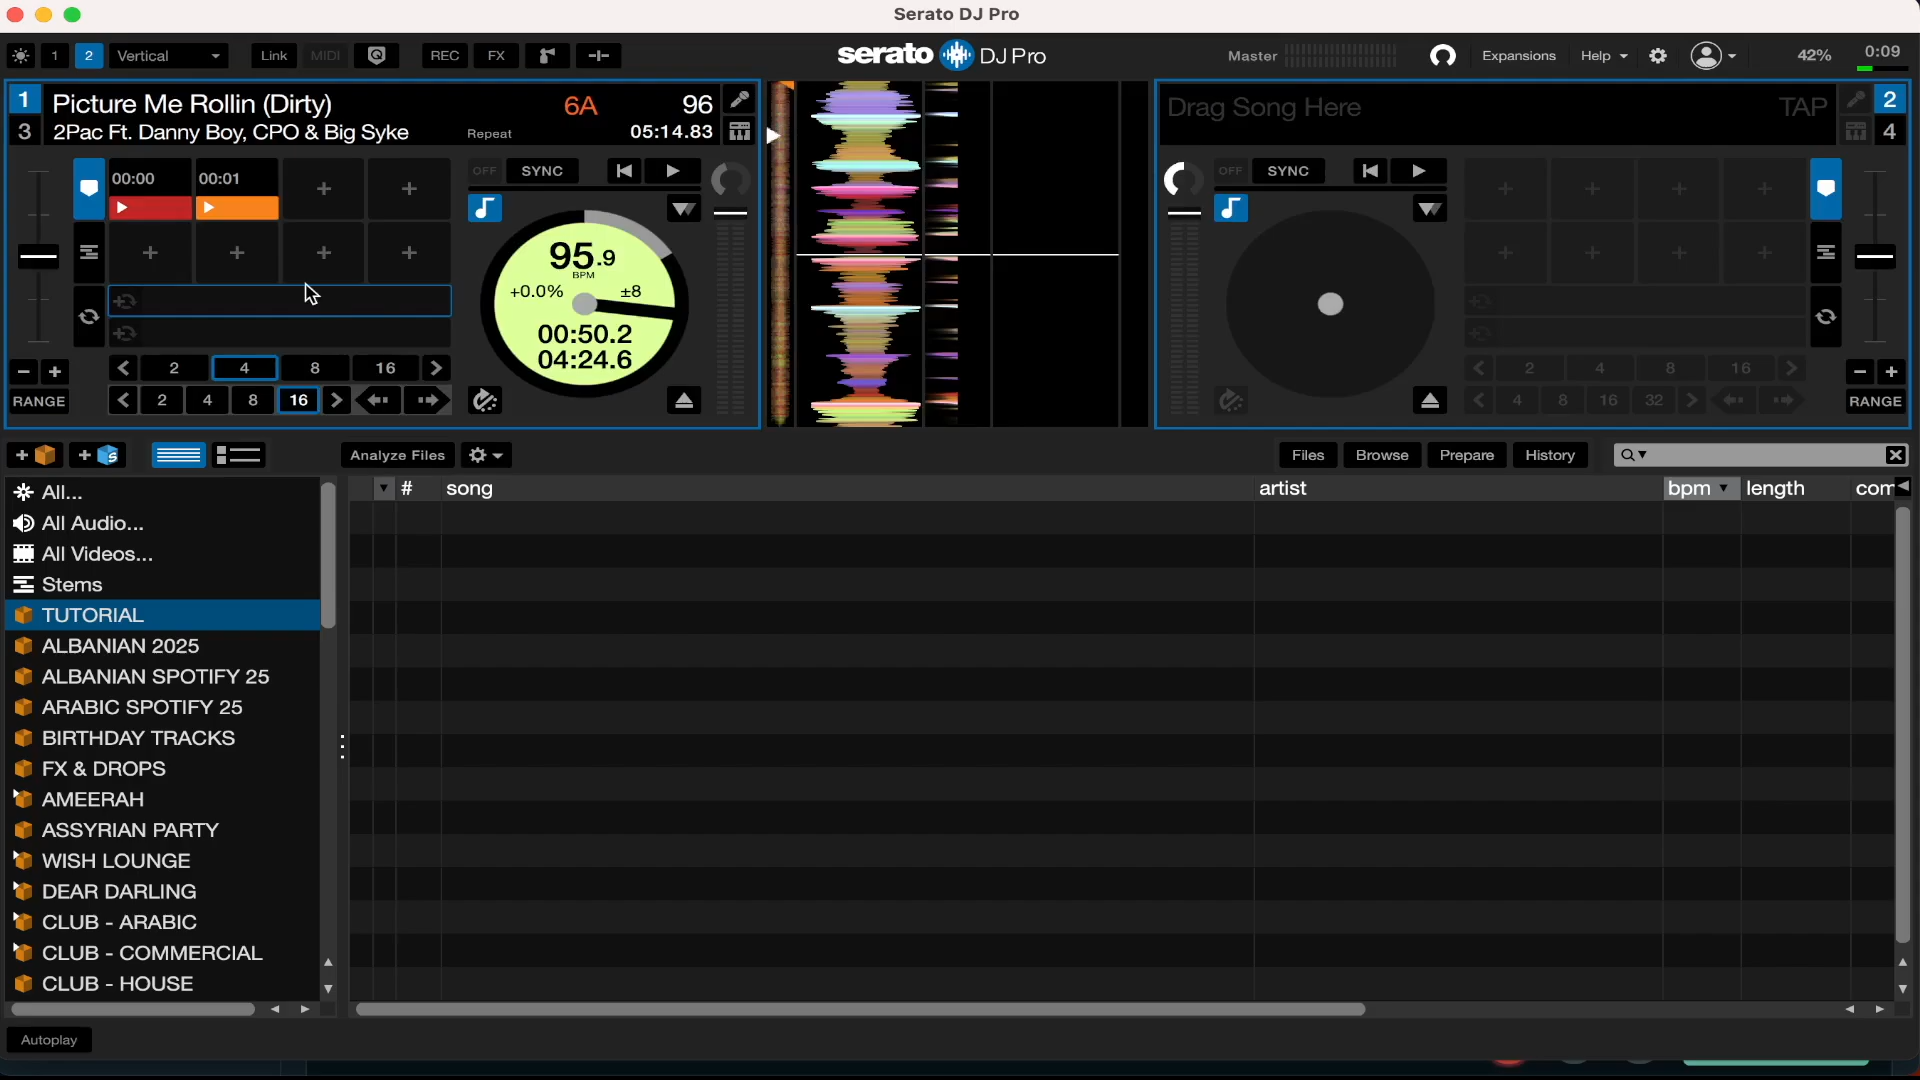 Serato DJ Pro
1
2
Vertical
Link
MIDI
REC
FX
serato DJ Pro
Master
Expansions
Help
42%
0:09
1
3
Picture Me Rollin (Dirty)
6A
96
2Pac Ft. Danny Boy, CPO & Big Syke
Repeat
05:14.83
Drag Song Here
TAP
2
4
00:00
00:01
OFF
SYNC
OFF
SYNC
95.9
BPM
+0.0%
±8
00:50.2
04:24.6
2
4
8
16
2
4
8
16
RANGE
2
4
8
16
4
8
16
32
RANGE
Analyze Files
Files
Browse
Prepare
History
All...
All Audio...
All Videos...
Stems
TUTORIAL
ALBANIAN 2025
ALBANIAN SPOTIFY 25
ARABIC SPOTIFY 25
BIRTHDAY TRACKS
FX & DROPS
AMEERAH
ASSYRIAN PARTY
WISH LOUNGE
DEAR DARLING
CLUB - ARABIC
CLUB - COMMERCIAL
CLUB - HOUSE
#
song
artist
bpm
length
com
Autoplay